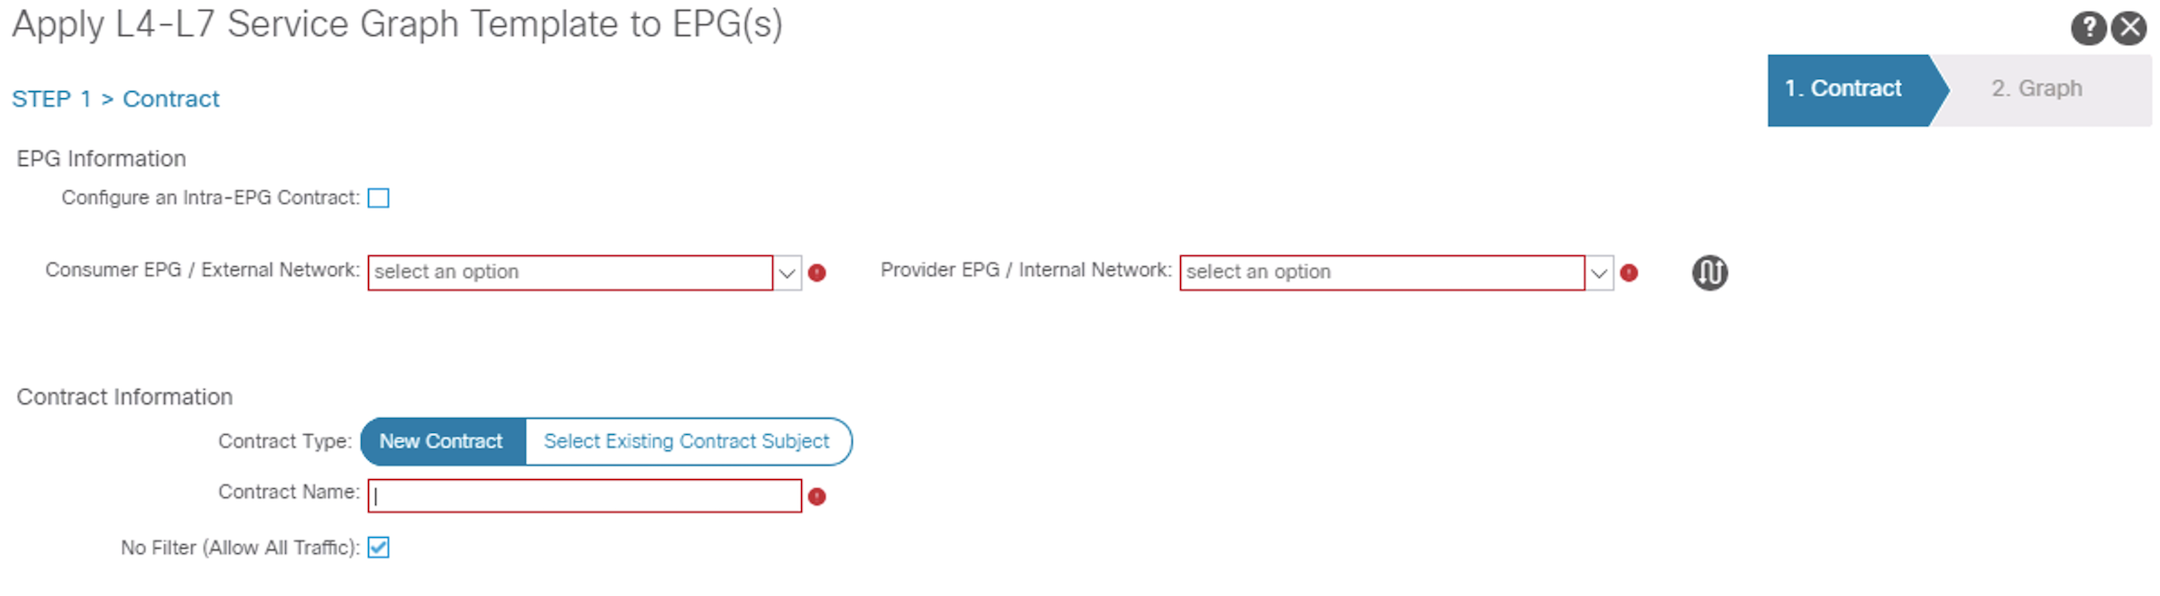 Apply L4-L7 Service Graph Template to EPG(s)
STEP 1 > Contract
1. Contract
2. Graph
EPG Information
Configure an Intra-EPG Contract:
Consumer EPG / External Network: select an option
Provider EPG / Internal Network: select an option
Contract Information
Contract Type: New Contract Select Existing Contract Subject
Contract Name:
No Filter (Allow All Traffic):